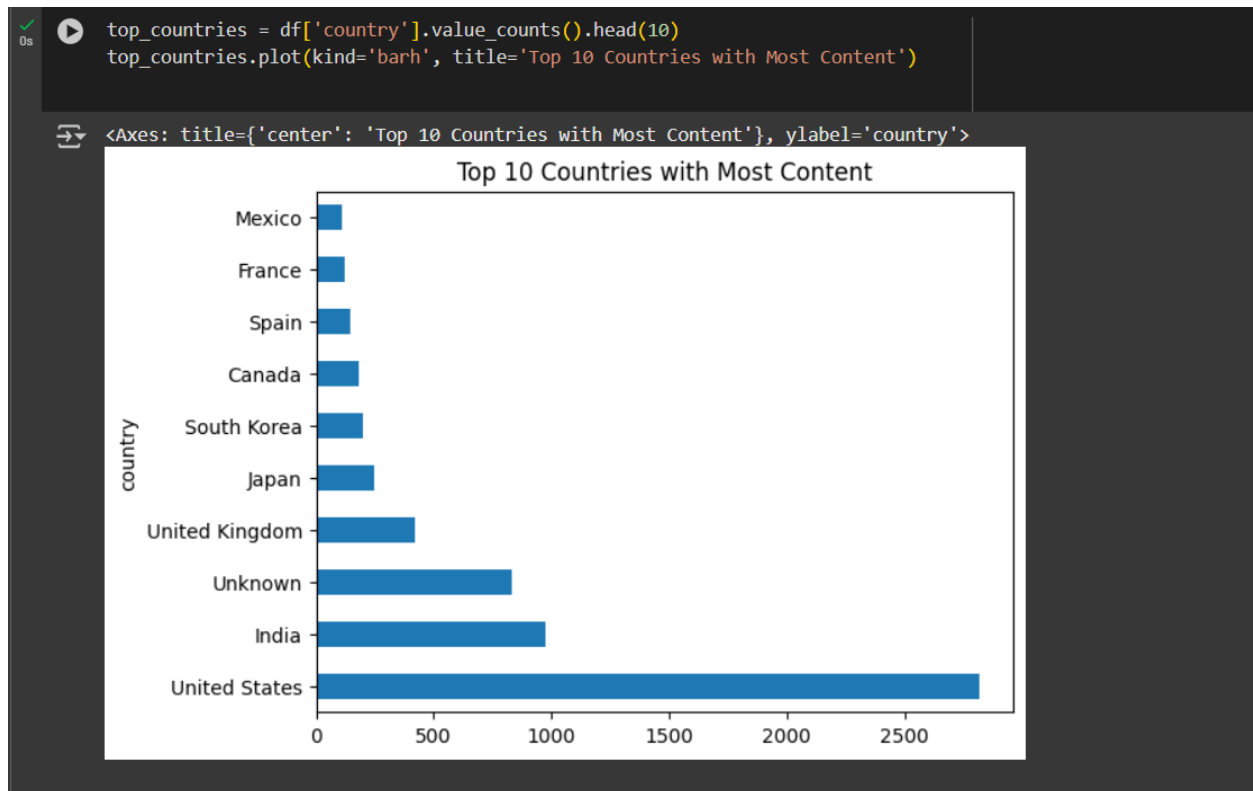 0s
top_countries = df['country'].value_counts().head(10)
top_countries.plot(kind='barh', title='Top 10 Countries with Most Content')
<Axes: title={'center': 'Top 10 Countries with Most Content'}, ylabel='country'>
Top 10 Countries with Most Content
country
Mexico
France
Spain
Canada
South Korea
Japan
United Kingdom
Unknown
India
United States
0 500 1000 1500 2000 2500